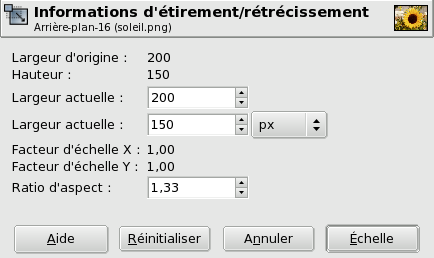 Informations d'étirement/rétrécissement
Arrière-plan-16 (soleil.png)
Largeur d'origine : 200
Hauteur : 150
Largeur actuelle : 200
Largeur actuelle : 150 px
Facteur d'échelle X : 1,00
Facteur d'échelle Y : 1,00
Ratio d'aspect : 1,33
Aide Réinitialiser Annuler Échelle